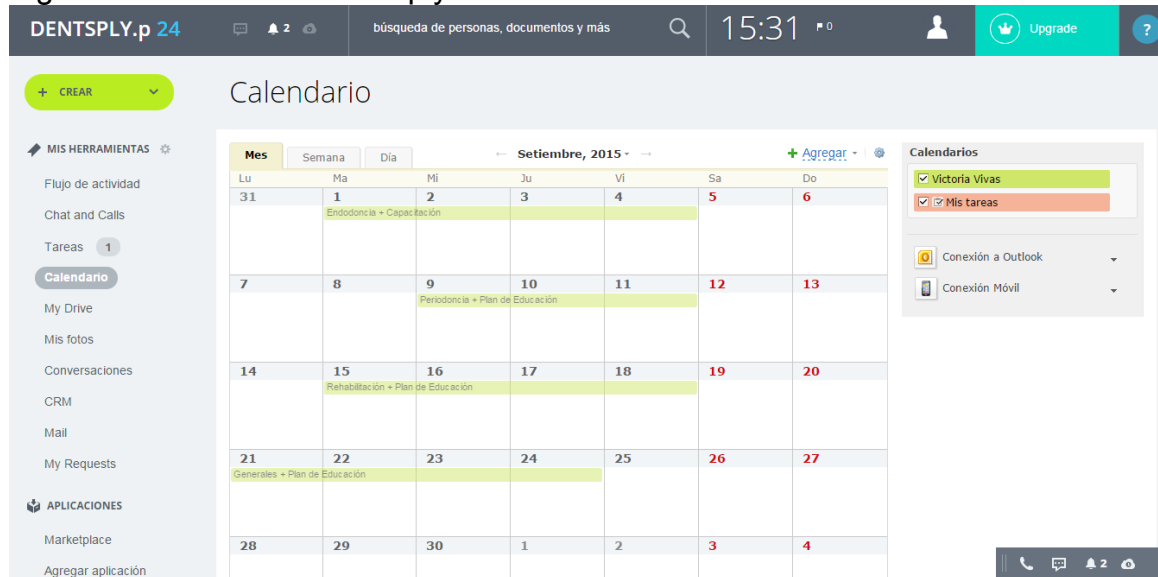 DENTSPLY.p 24
2
búsqueda de personas, documentos y más
15:31
0
Upgrade
?
+ CREAR
Calendario
MIS HERRAMIENTAS
Flujo de actividad
Chat and Calls
Tareas 1
Calendario
My Drive
Mis fotos
Conversaciones
CRM
Mail
My Requests
APLICACIONES
Marketplace
Agregar aplicación
Mes Semana Día ← Setiembre, 2015 → + Agregar
Lu Ma Mi Ju Vi Sa Do
31 1 2 3 4 5 6
Endodoncia + Capacitación
7 8 9 10 11 12 13
Periodoncia + Plan de Educación
14 15 16 17 18 19 20
Rehabilitación + Plan de Educación
21 22 23 24 25 26 27
Generales + Plan de Educación
28 29 30 1 2 3 4
Calendarios
Victoria Vivas
Mis tareas
Conexión a Outlook
Conexión Móvil
2